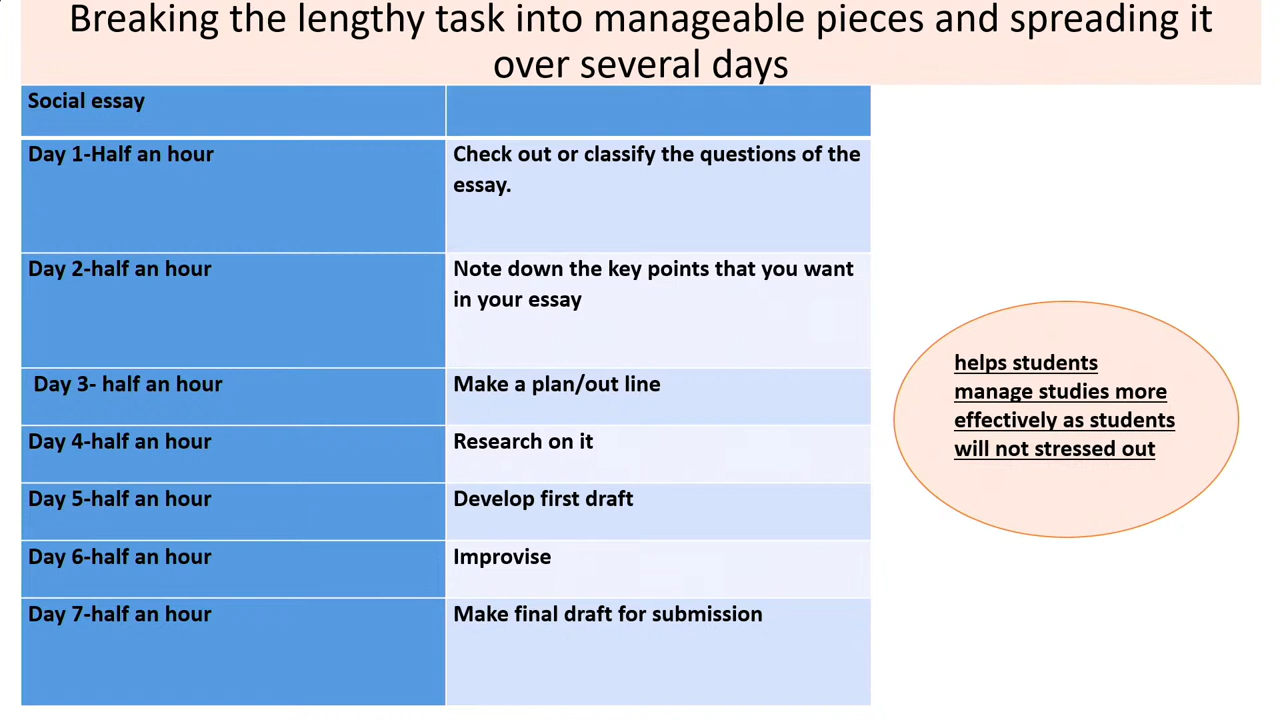 Breaking the lengthy task into manageable pieces and spreading it
over several days
Social essay
Day 1-Half an hour
Check out or classify the questions of the
essay.
Day 2-half an hour
Note down the key points that you want
in your essay
Day 3- half an hour
Make a plan/out line
Day 4-half an hour
Research on it
Day 5-half an hour
Develop first draft
Day 6-half an hour
Improvise
Day 7-half an hour
Make final draft for submission
helps students
manage studies more
effectively as students
will not stressed out